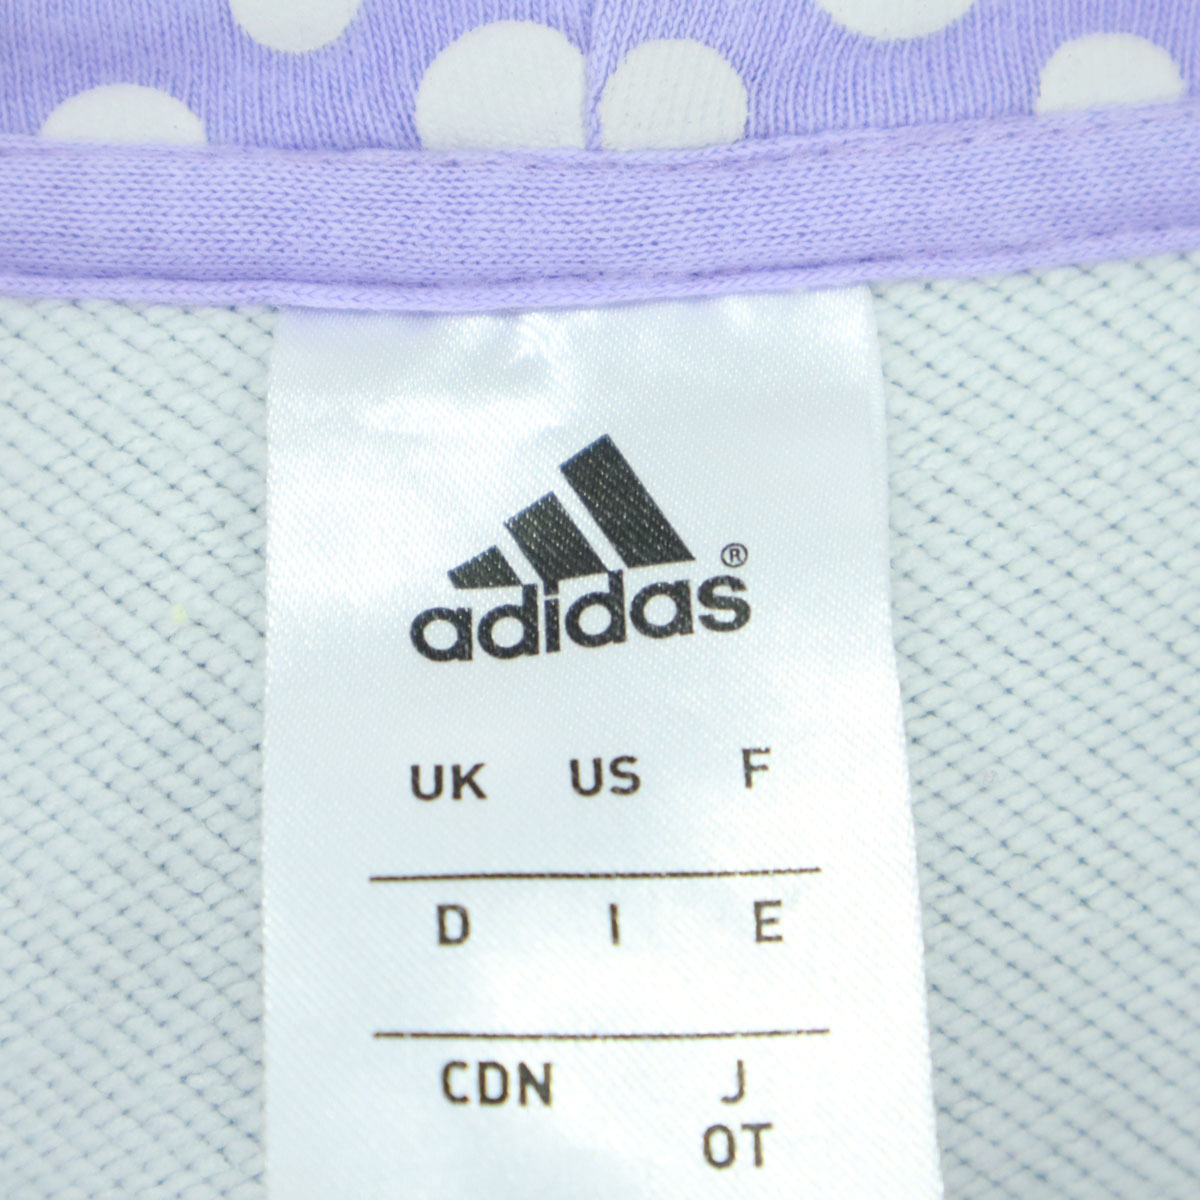 adidas®
UK US F
D I E
CDN J
OT